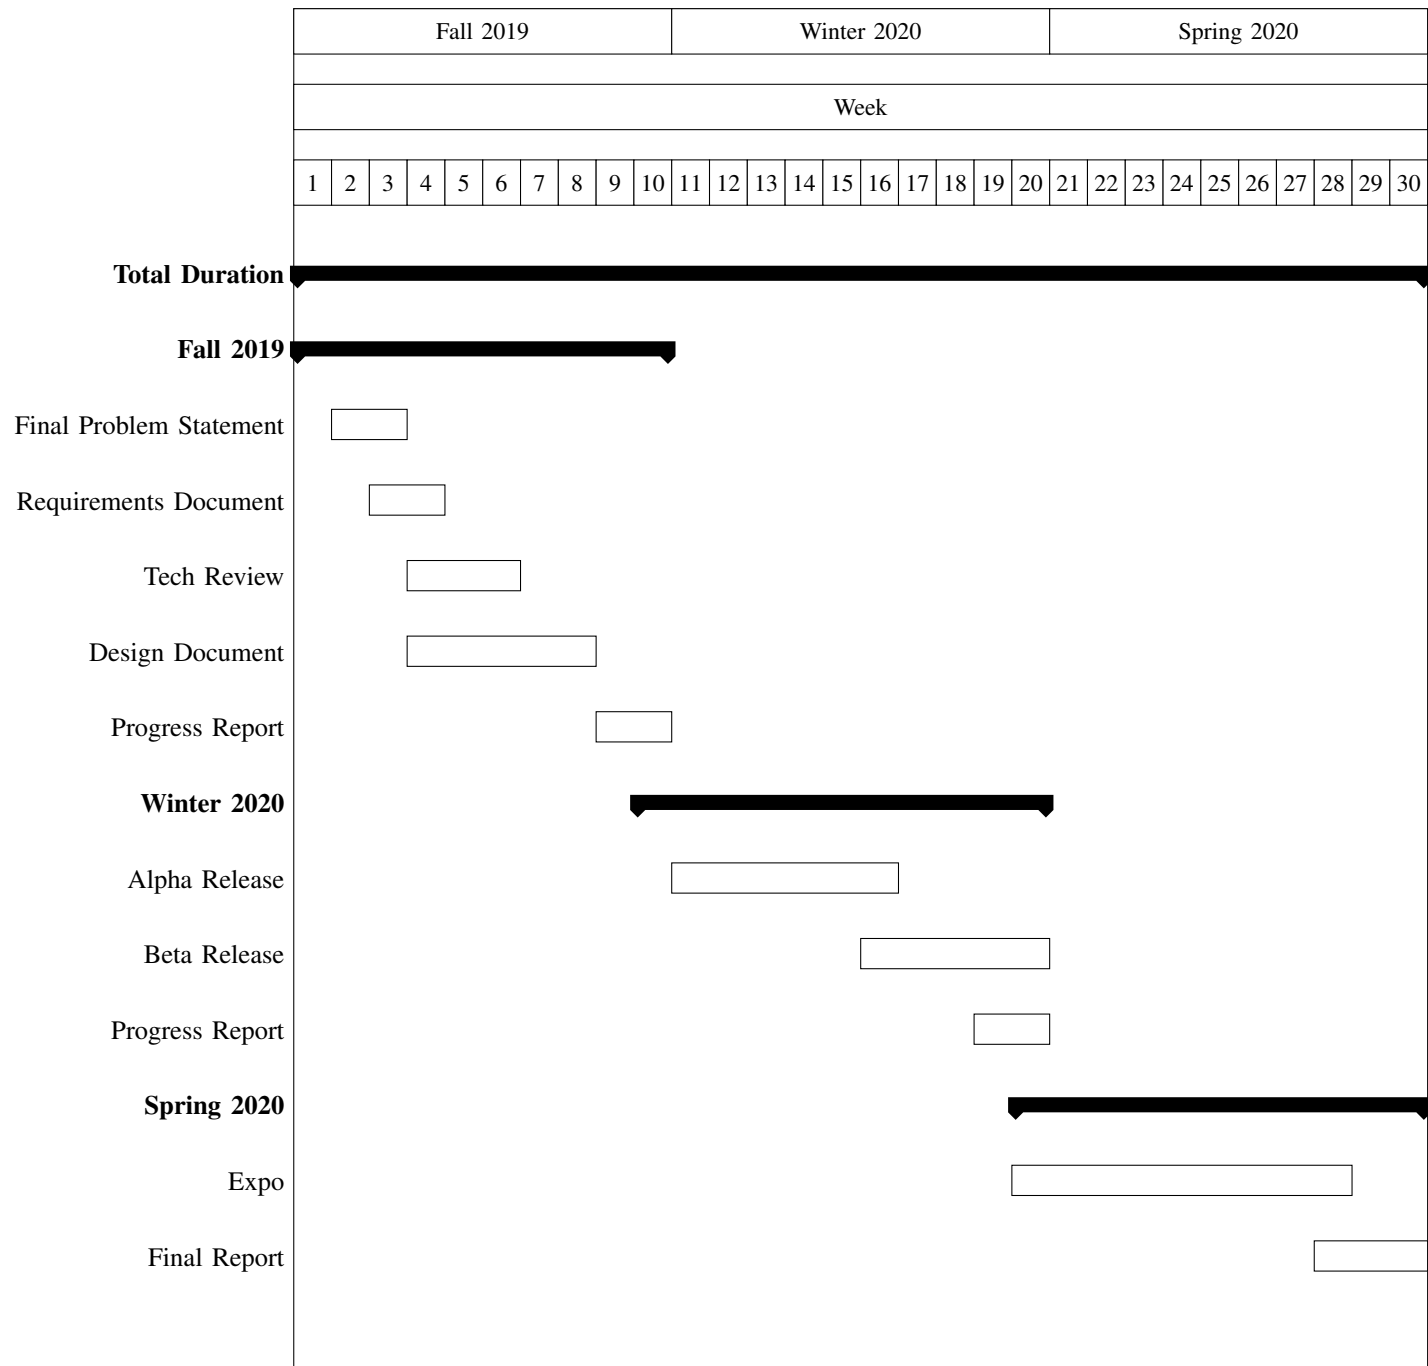 Fall 2019 Winter 2020 Spring 2020
Week
1 2 3 4 5 6 7 8 9 10 11 12 13 14 15 16 17 18 19 20 21 22 23 24 25 26 27 28 29 30
Total Duration
Fall 2019
Final Problem Statement
Requirements Document
Tech Review
Design Document
Progress Report
Winter 2020
Alpha Release
Beta Release
Progress Report
Spring 2020
Expo
Final Report